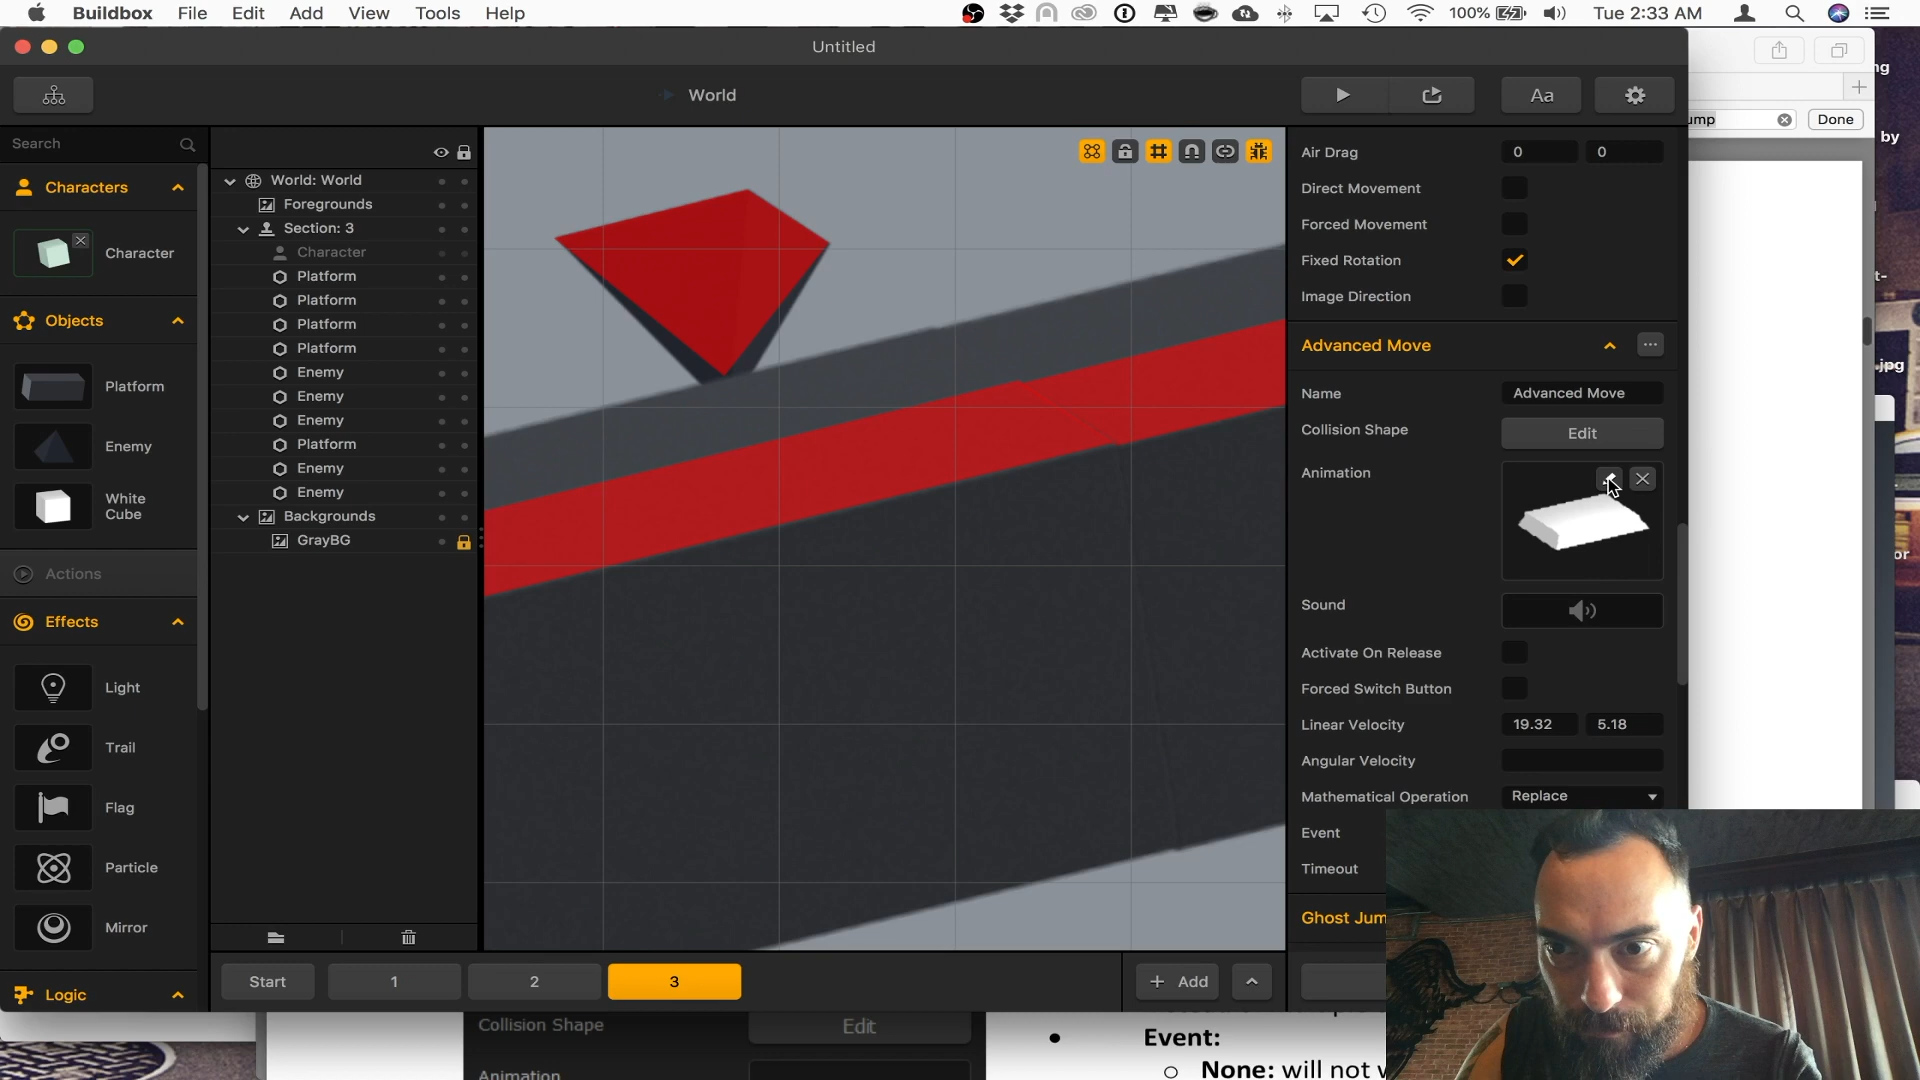 Buildbox File Edit Add View Tools Help
100% Tue 2:33 AM
Untitled
World
Aa
ump Done
ng
by
t-
.jpg
or
Search
Characters
Character
Objects
Platform
Enemy
White
Cube
Actions
Effects
Light
Trail
Flag
Particle
Mirror
Logic
World: World
Foregrounds
Section: 3
Character
Platform
Platform
Platform
Platform
Enemy
Enemy
Enemy
Platform
Enemy
Enemy
Backgrounds
GrayBG
Start 1 2 3 + Add
Air Drag 0 0
Direct Movement
Forced Movement
Fixed Rotation
Image Direction
Advanced Move
Name Advanced Move
Collision Shape Edit
Animation
Sound
Activate On Release
Forced Switch Button
Linear Velocity 19.32 5.18
Angular Velocity
Mathematical Operation Replace
Event
Timeout
Ghost Jum
Collision Shape Edit
Animation
• Event:
o None: will not